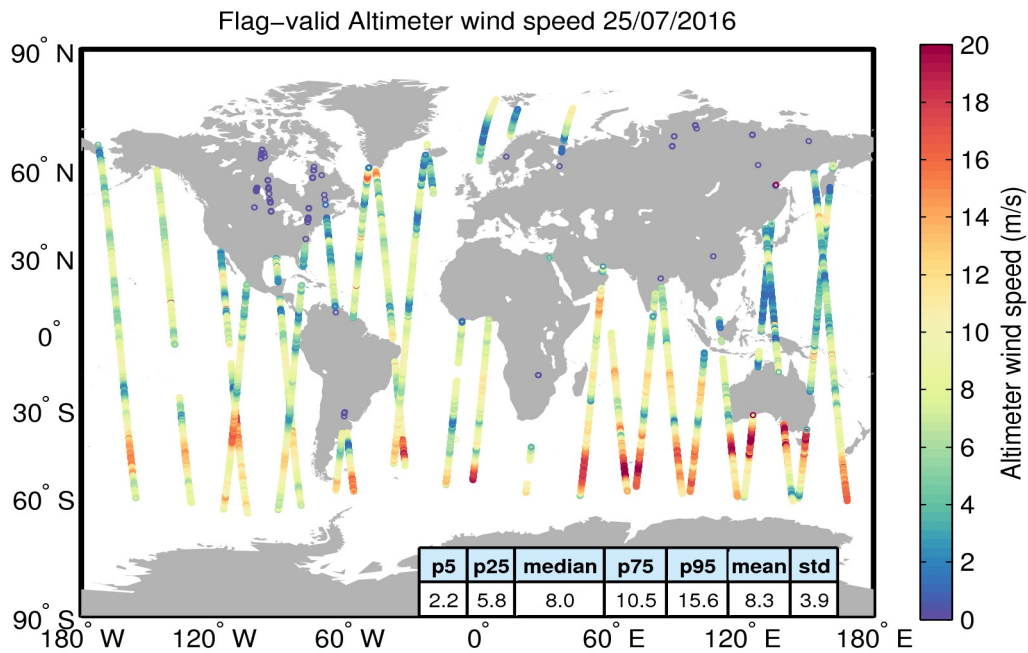 Flag−valid Altimeter wind speed 25/07/2016
90° N
60° N
30° N
0°
30° S
60° S
90° S
180° W
120° W
60° W
0°
60° E
120° E
180° E
p5 p25 median p75 p95 mean std
2.2 5.8 8.0 10.5 15.6 8.3 3.9
20
18
16
14
12
10
8
6
4
2
0
Altimeter wind speed (m/s)